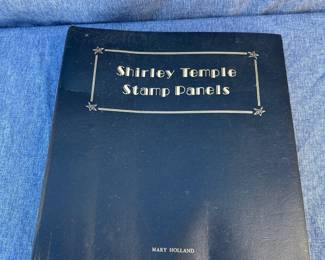 Shirley Temple
Stamp Panels
MARY HOLLAND